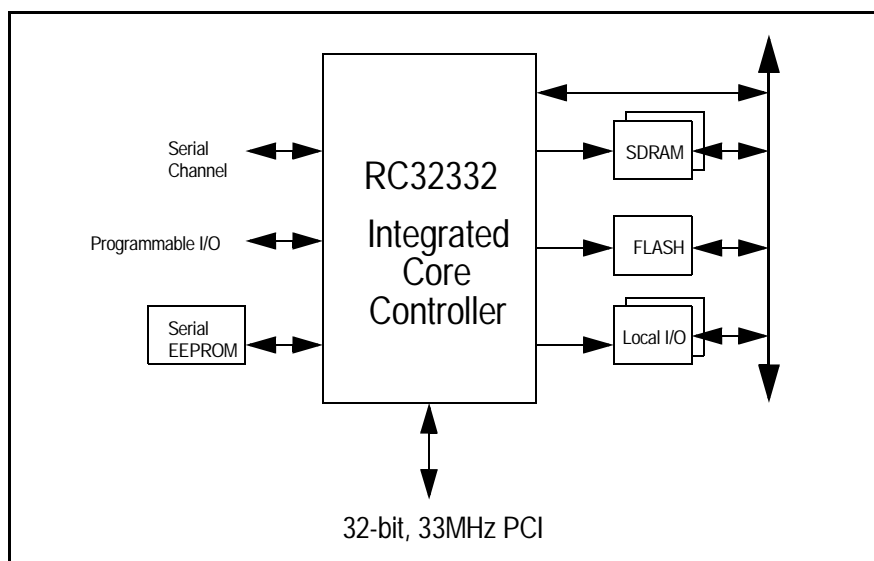 Serial
Channel
Programmable I/O
Serial
EEPROM
RC32332
Integrated
Core
Controller
SDRAM
FLASH
Local I/O
32-bit, 33MHz PCI